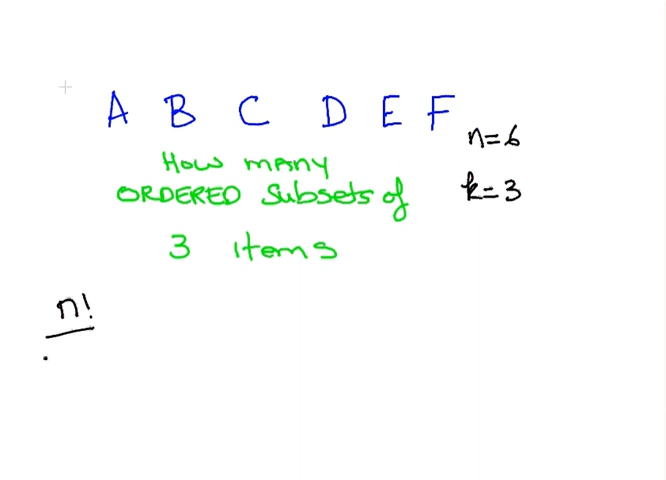 A B C D E F
n=6
How many
ORDERED Subsets of
k=3
3 items
n!